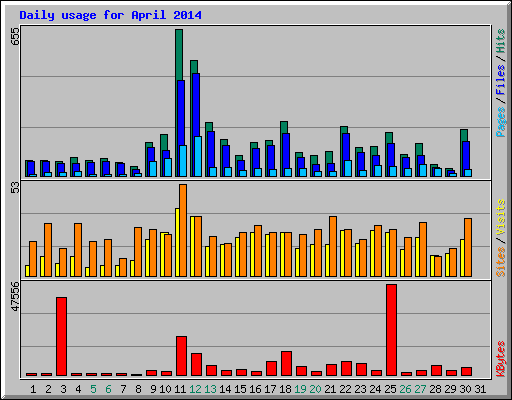 Daily usage for April 2014
655
Pages / Files / Hits
53
Sites / Visits
47556
KBytes
1 2 3 4 5 6 7 8 9 10 11 12 13 14 15 16 17 18 19 20 21 22 23 24 25 26 27 28 29 30 31